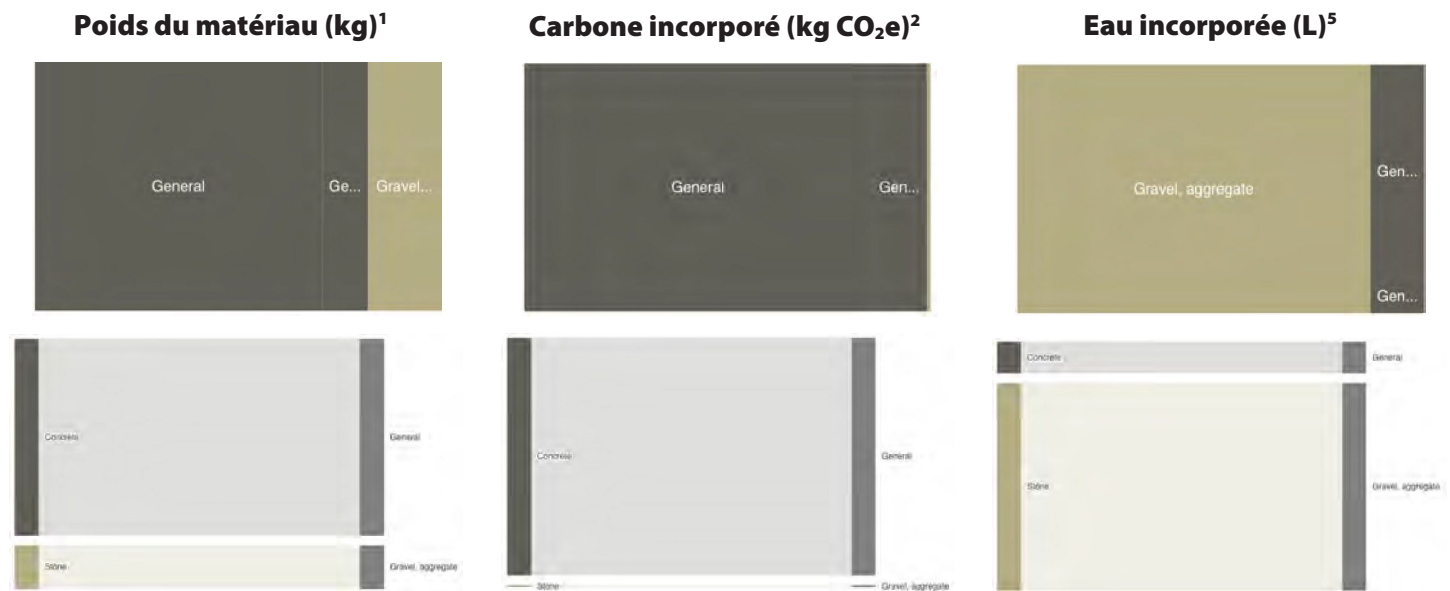 Poids du matériau (kg)¹
Carbone incorporé (kg CO₂e)²
Eau incorporée (L)⁵
General
Ge...
Gravel...
General
Gen...
Gravel, aggregate
Gen...
Gen...
Concrete
General
Stone
Gravel, aggregate
Concrete
General
Stone
Gravel, aggregate
Concrete
General
Stone
Gravel, aggregate